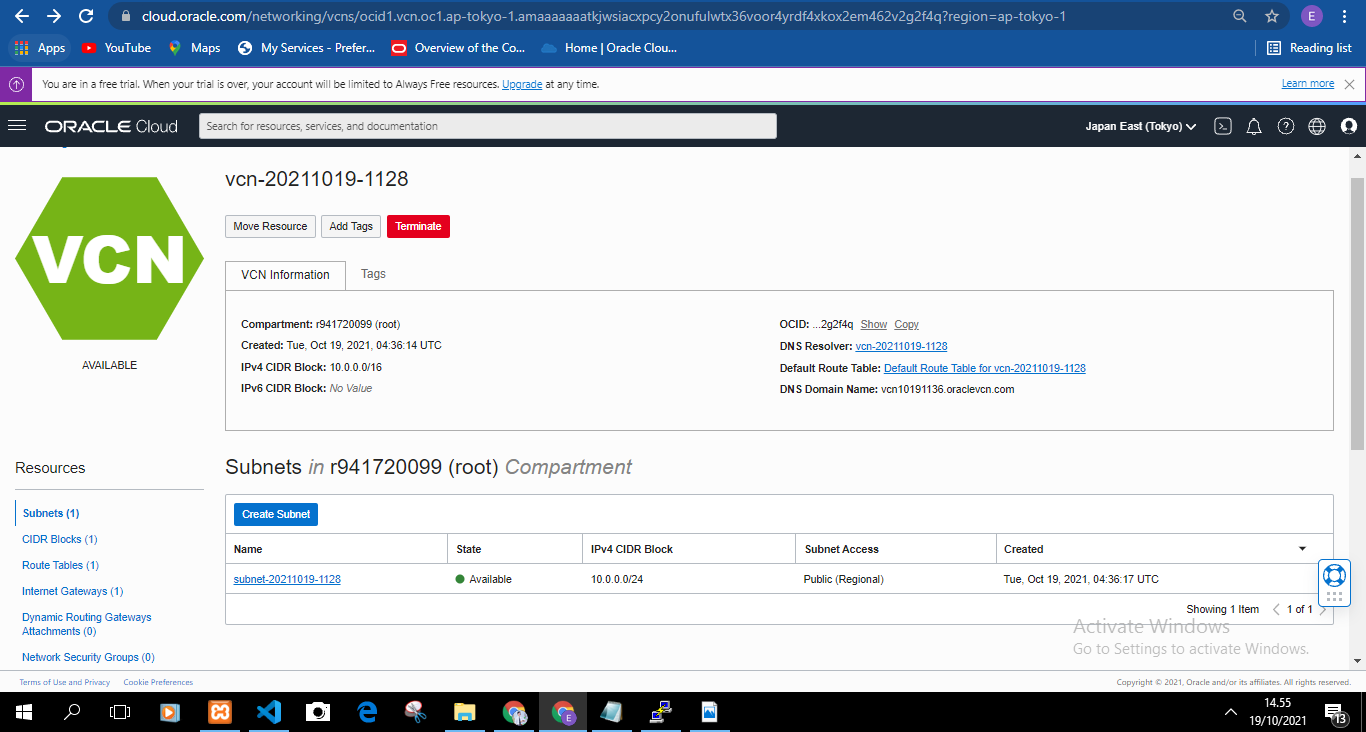 cloud.oracle.com/networking/vcns/ocid1.vcn.oc1.ap-tokyo-1.amaaaaaaatkjwsiacxpcy2onufulwtx36voor4yrdf4xkox2em462v2g2f4q?region=ap-tokyo-1
E
Apps YouTube Maps My Services - Prefer... Overview of the Co... Home | Oracle Clou... Reading list
You are in a free trial. When your trial is over, your account will be limited to Always Free resources. Upgrade at any time. Learn more
ORACLE Cloud Search for resources, services, and documentation Japan East (Tokyo)
vcn-20211019-1128
Move Resource Add Tags Terminate
VCN
AVAILABLE
VCN Information Tags
Compartment: r941720099 (root) OCID: ...2g2f4q Show Copy
Created: Tue, Oct 19, 2021, 04:36:14 UTC DNS Resolver: vcn-20211019-1128
IPv4 CIDR Block: 10.0.0.0/16 Default Route Table: Default Route Table for vcn-20211019-1128
IPv6 CIDR Block: No Value DNS Domain Name: vcn10191136.oraclevcn.com
Resources
Subnets (1)
CIDR Blocks (1)
Route Tables (1)
Internet Gateways (1)
Dynamic Routing Gateways
Attachments (0)
Network Security Groups (0)
Subnets in r941720099 (root) Compartment
Create Subnet
Name State IPv4 CIDR Block Subnet Access Created
subnet-20211019-1128 Available 10.0.0.0/24 Public (Regional) Tue, Oct 19, 2021, 04:36:17 UTC
Showing 1 Item 1 of 1
Activate Windows
Go to Settings to activate Windows.
Terms of Use and Privacy Cookie Preferences Copyright © 2021, Oracle and/or its affiliates. All rights reserved.
14.55
19/10/2021
13